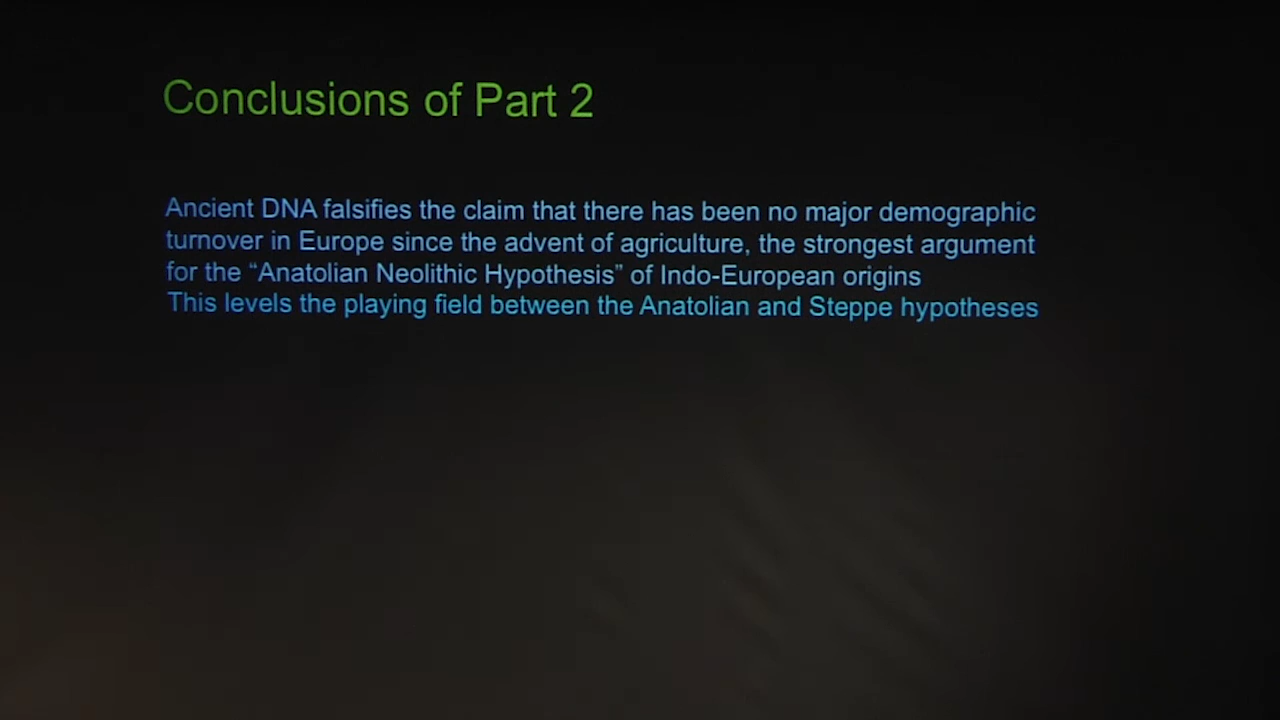 Conclusions of Part 2
Ancient DNA falsifies the claim that there has been no major demographic
turnover in Europe since the advent of agriculture, the strongest argument
for the “Anatolian Neolithic Hypothesis” of Indo-European origins
This levels the playing field between the Anatolian and Steppe hypotheses